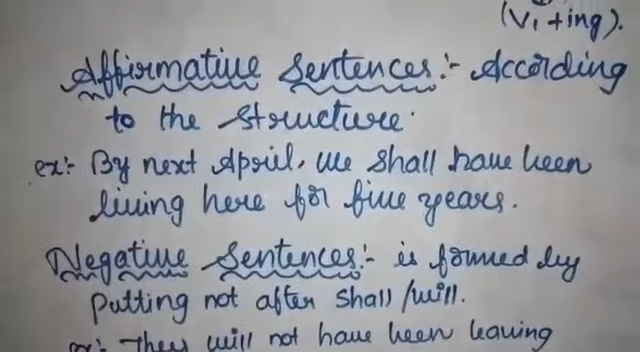 (V1 + ing).
Affirmative Sentences:- According
to the structure.
ex:- By next April, we shall have been
living here for five years.
Negative Sentences:- is formed by
Putting not after shall/will.
ex:- They will not have been leaving